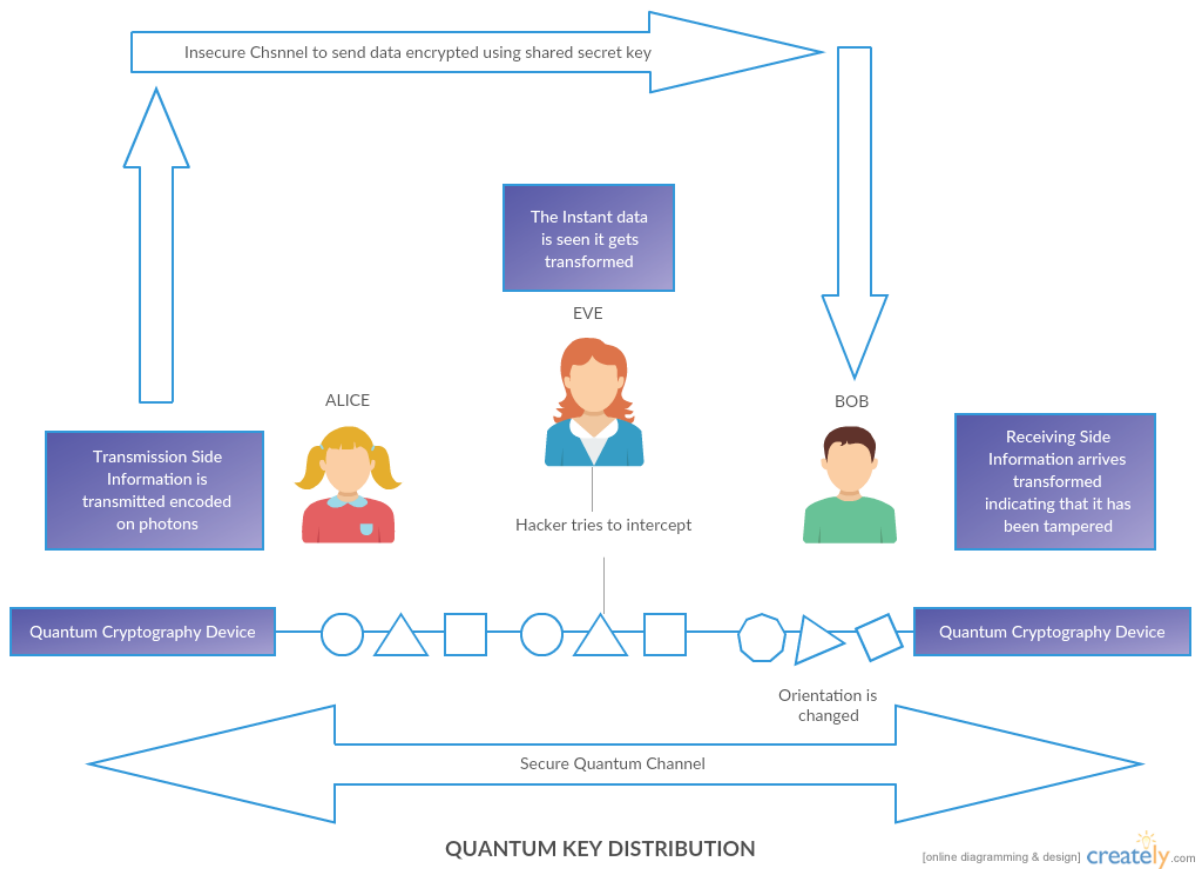 Insecure Chsnnel to send data encrypted using shared secret key
The Instant data
is seen it gets
transformed
EVE
ALICE
BOB
Transmission Side
Information is
transmitted encoded
on photons
Receiving Side
Information arrives
transformed
indicating that it has
been tampered
Hacker tries to intercept
Quantum Cryptography Device
Quantum Cryptography Device
Orientation is
changed
Secure Quantum Channel
QUANTUM KEY DISTRIBUTION
[online diagramming & design] creately.com